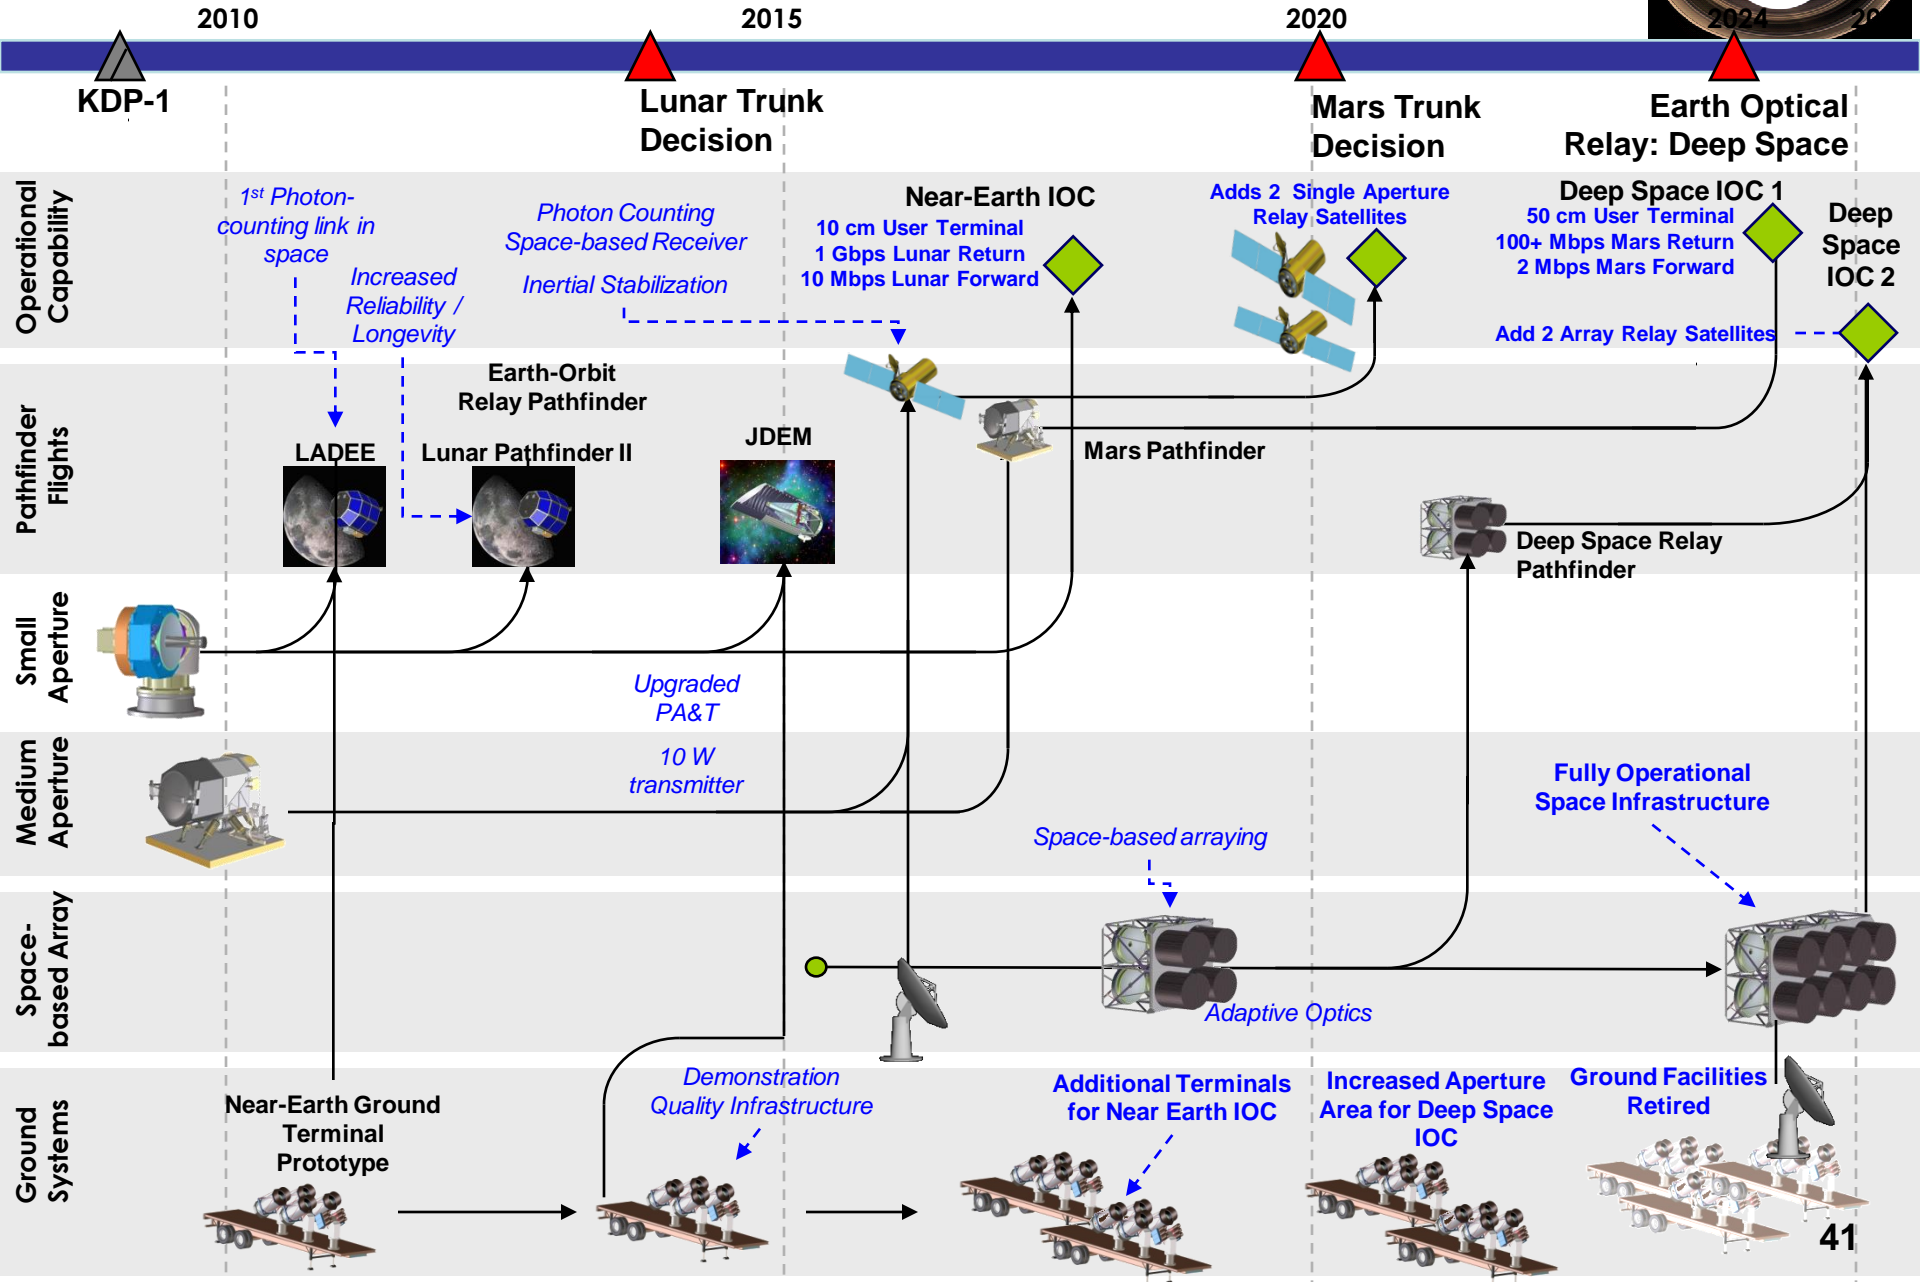 2010
2015
2020
2024
KDP-1
Lunar Trunk
Decision
Mars Trunk
Decision
Earth Optical
Relay: Deep Space
Operational
Capability
1st Photon-
counting link in
space
Increased
Reliability /
Longevity
Photon Counting
Space-based Receiver
Inertial Stabilization
Near-Earth IOC
10 cm User Terminal
1 Gbps Lunar Return
10 Mbps Lunar Forward
Adds 2 Single Aperture
Relay Satellites
Deep Space IOC 1
50 cm User Terminal
100+ Mbps Mars Return
2 Mbps Mars Forward
Deep
Space
IOC 2
Add 2 Array Relay Satellites
Pathfinder
Flights
Earth-Orbit
Relay Pathfinder
LADEE
Lunar Pathfinder II
JDEM
Mars Pathfinder
Deep Space Relay
Pathfinder
Small
Aperture
Upgraded
PA&T
Medium
Aperture
10 W
transmitter
Fully Operational
Space Infrastructure
Space-based arraying
Space-
based Array
Adaptive Optics
Ground
Systems
Near-Earth Ground
Terminal
Prototype
Demonstration
Quality Infrastructure
Additional Terminals
for Near Earth IOC
Increased Aperture
Area for Deep Space
IOC
Ground Facilities
Retired
41